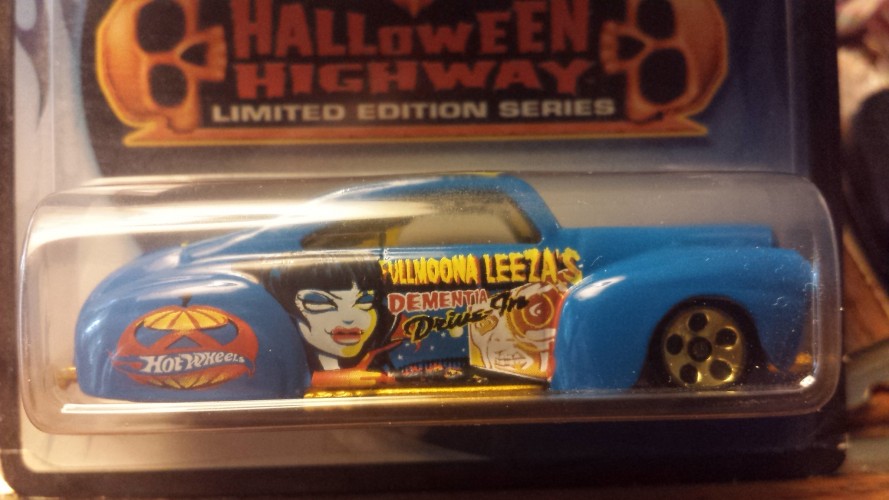 HALLOWEEN
HIGHWAY
LIMITED EDITION SERIES
FULLMOONA LEEZA'S
DEMENTIA
Drive-In
HOT WHEELS